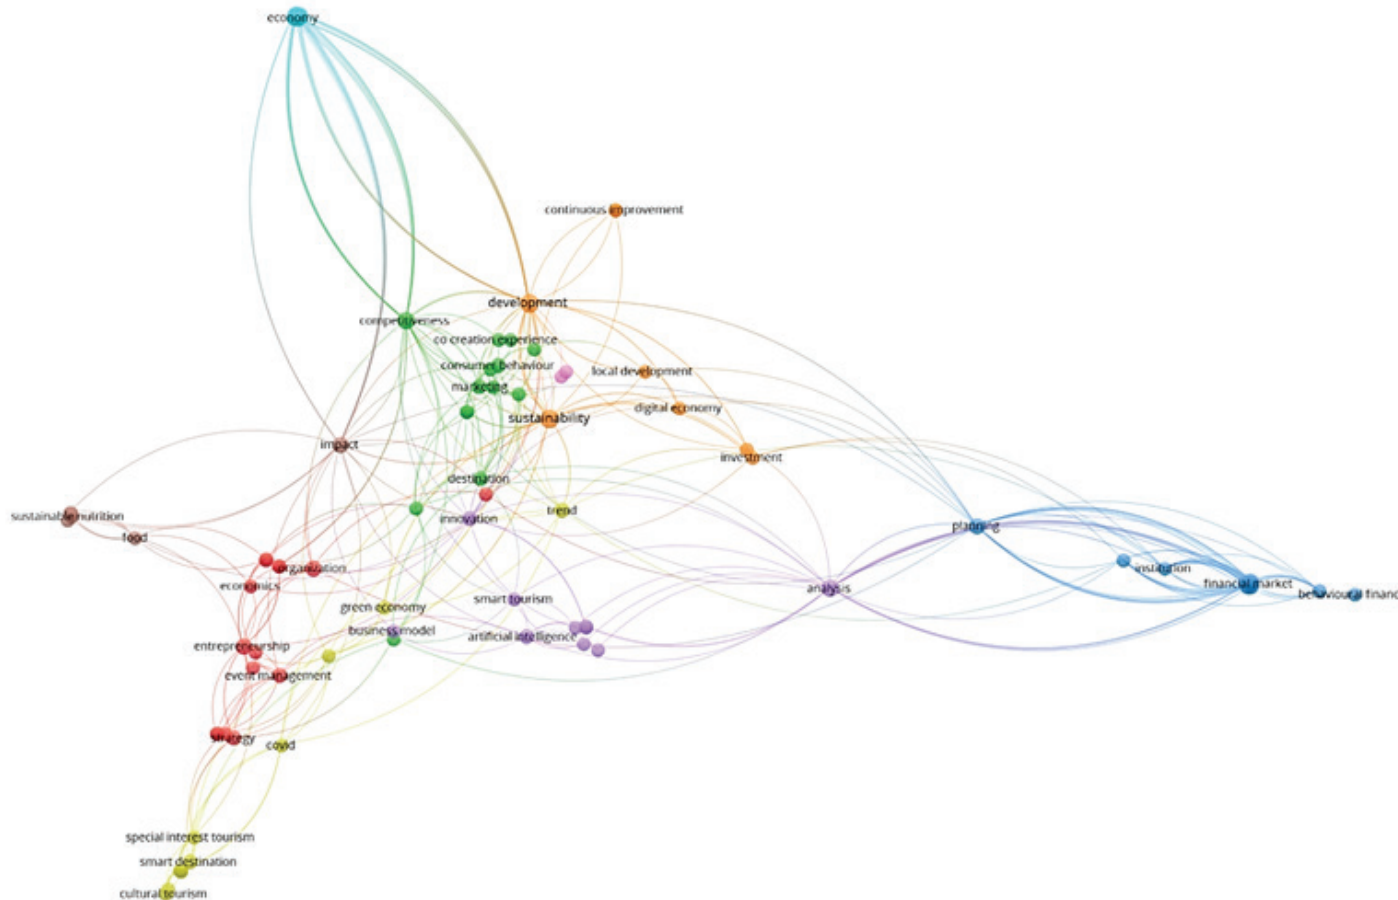 economy
continuous improvement
development
competitiveness
co creation experience
consumer behaviour
local development
marketing
digital economy
sustainability
impact
investment
destination
sustainable nutrition
innovation
trend
planning
food
organization
institution
economics
analysis
financial market
behavioural financ
green economy
smart tourism
business model
artificial intelligence
entrepreneurship
event management
strategy
covid
special interest tourism
smart destination
cultural tourism